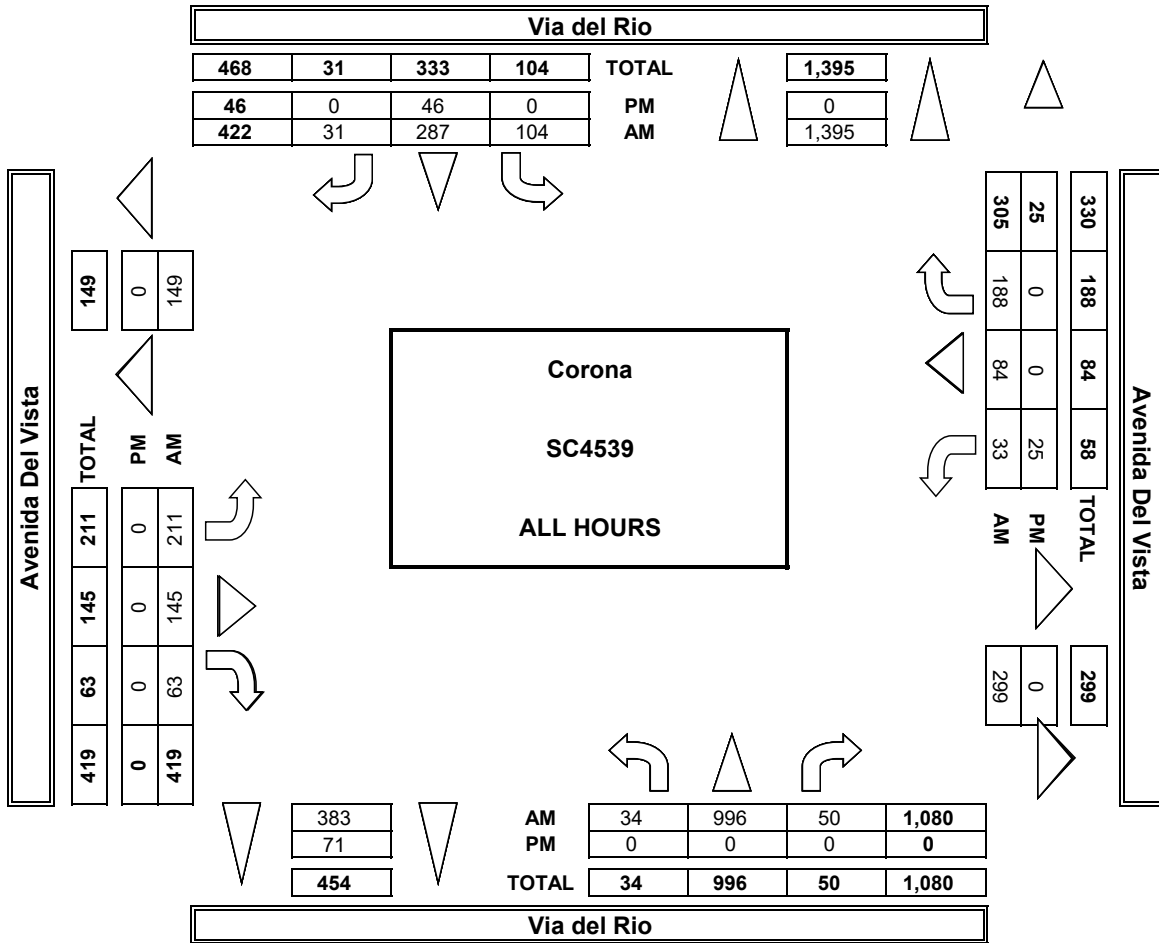 Via del Rio
468 31 333 104 TOTAL 1,395
46 0 46 0 PM 0
422 31 287 104 AM 1,395
Avenida Del Vista
TOTAL 149 211 145 63 419
PM 0 0 0 0 0
AM 149 211 145 63 419
Corona
SC4539
ALL HOURS
330 188 84 58 TOTAL 299
25 0 0 25 PM 0
305 188 84 33 AM 299
Avenida Del Vista
383 AM 34 996 50 1,080
71 PM 0 0 0 0
454 TOTAL 34 996 50 1,080
Via del Rio